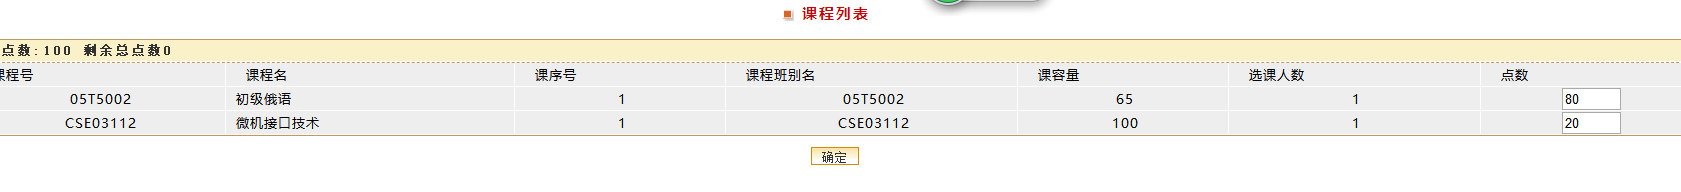 课程列表
点数:100 剩余总点数0
课程号 课程名 课序号 课程班别名 课容量 选课人数 点数
05T5002 初级俄语 1 05T5002 65 1 80
CSE03112 微机接口技术 1 CSE03112 100 1 20
确定